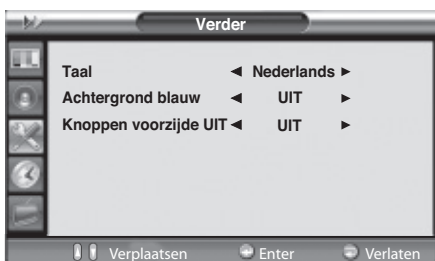 Verder
Taal ◄ Nederlands ►
Achtergrond blauw ◄ UIT ►
Knoppen voorzijde UIT ◄ UIT ►
Verplaatsen Enter Verlaten